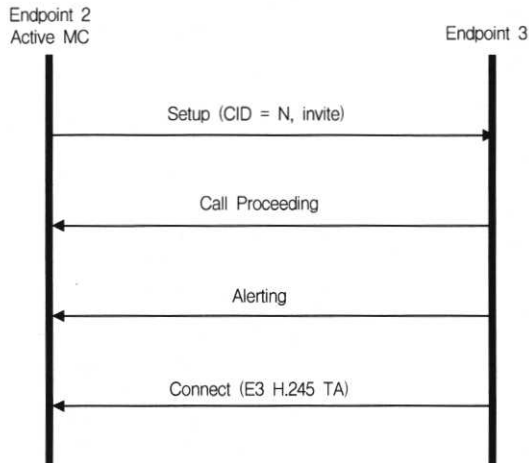 Endpoint 2
Active MC
Endpoint 3
Setup (CID = N, invite)
Call Proceeding
Alerting
Connect (E3 H.245 TA)